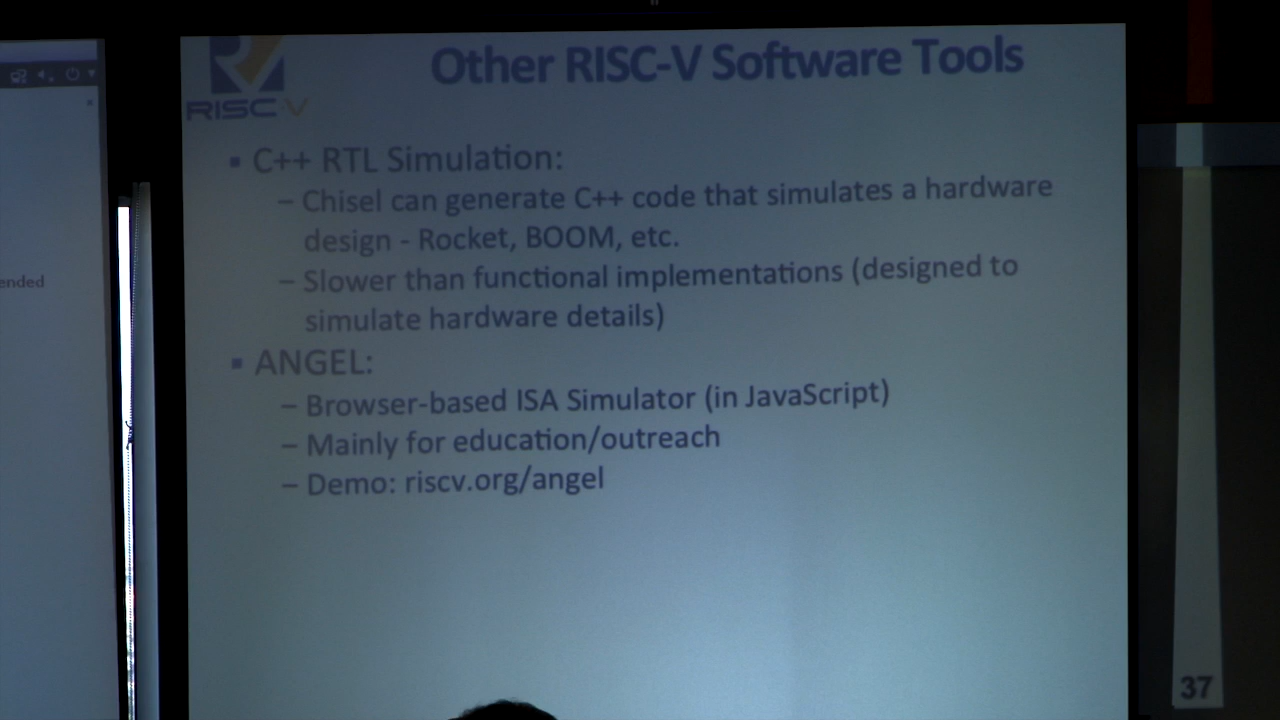 Other RISC-V Software Tools
RISC-V
▪ C++ RTL Simulation:
– Chisel can generate C++ code that simulates a hardware
design - Rocket, BOOM, etc.
– Slower than functional implementations (designed to
simulate hardware details)
▪ ANGEL:
– Browser-based ISA Simulator (in JavaScript)
– Mainly for education/outreach
– Demo: riscv.org/angel
ended
37